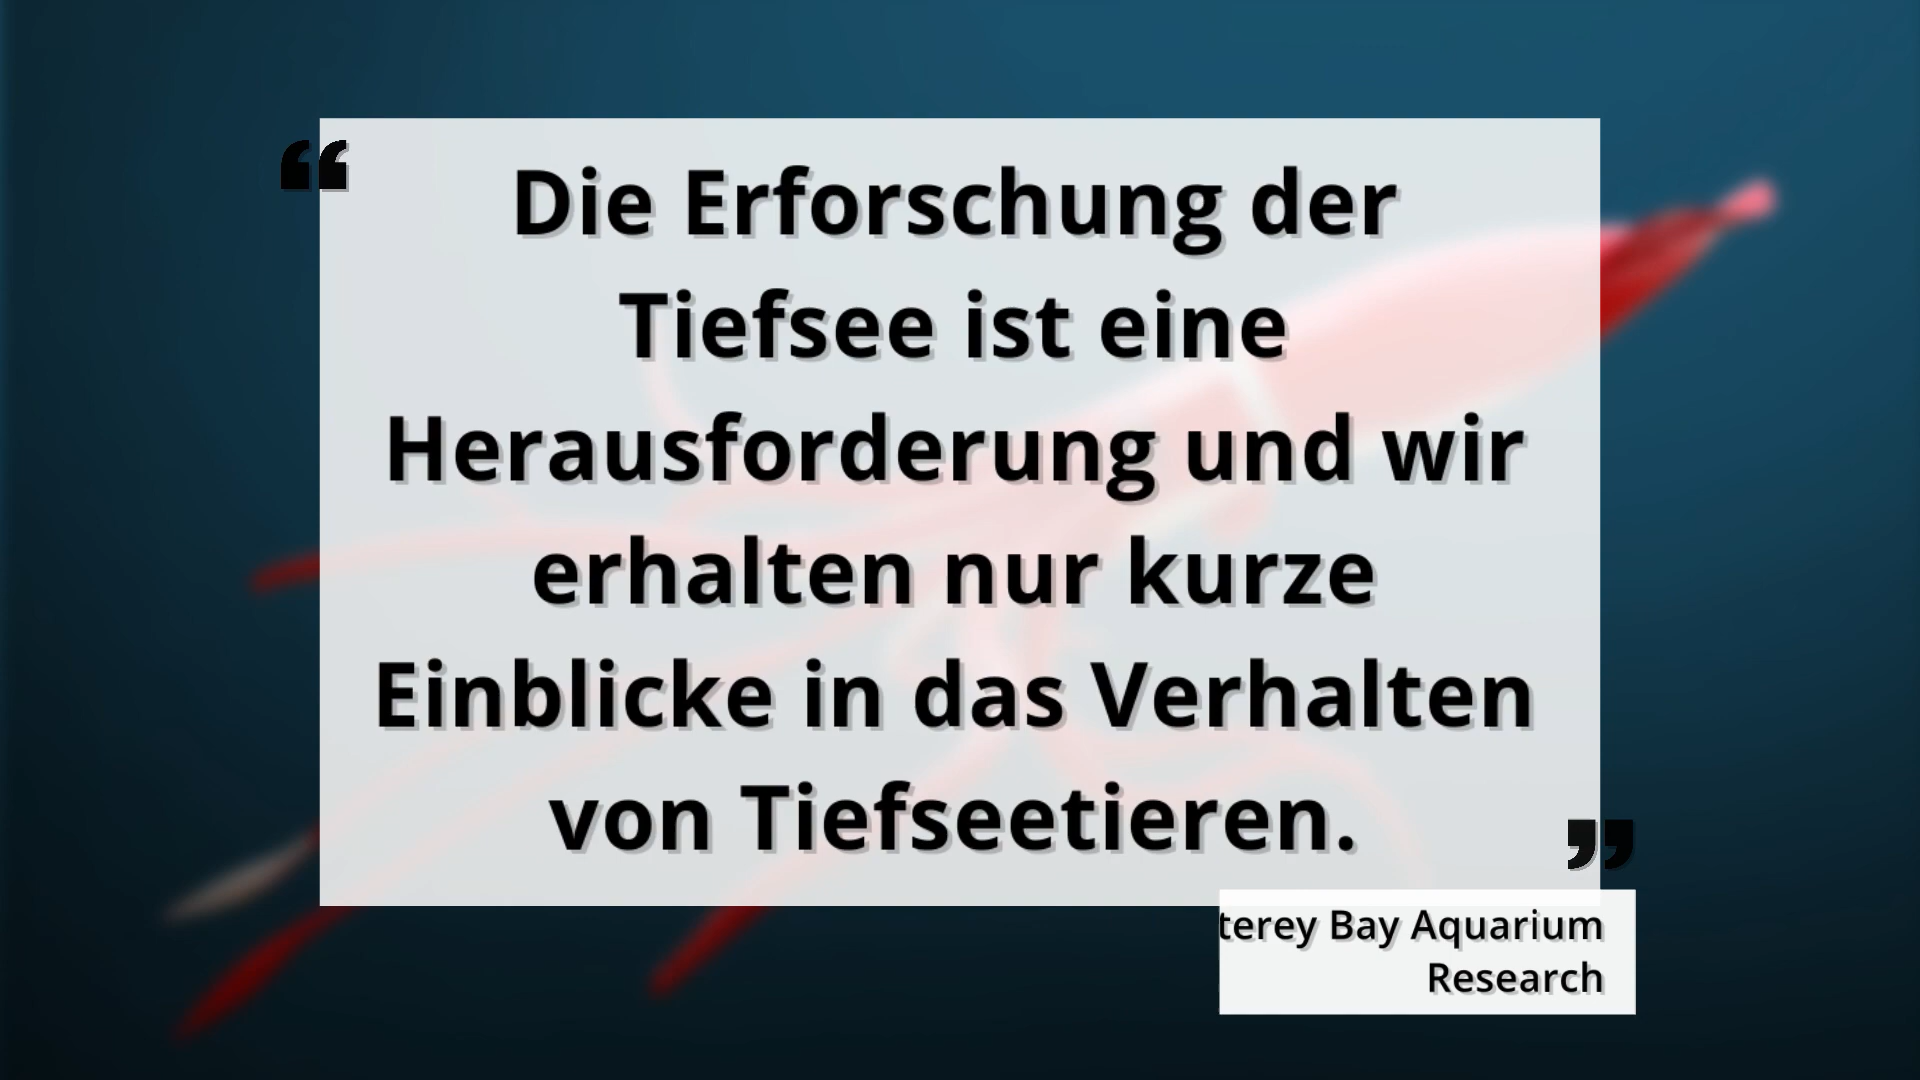 “
Die Erforschung der
Tiefsee ist eine
Herausforderung und wir
erhalten nur kurze
Einblicke in das Verhalten
von Tiefseetieren.
”
terey Bay Aquarium
Research